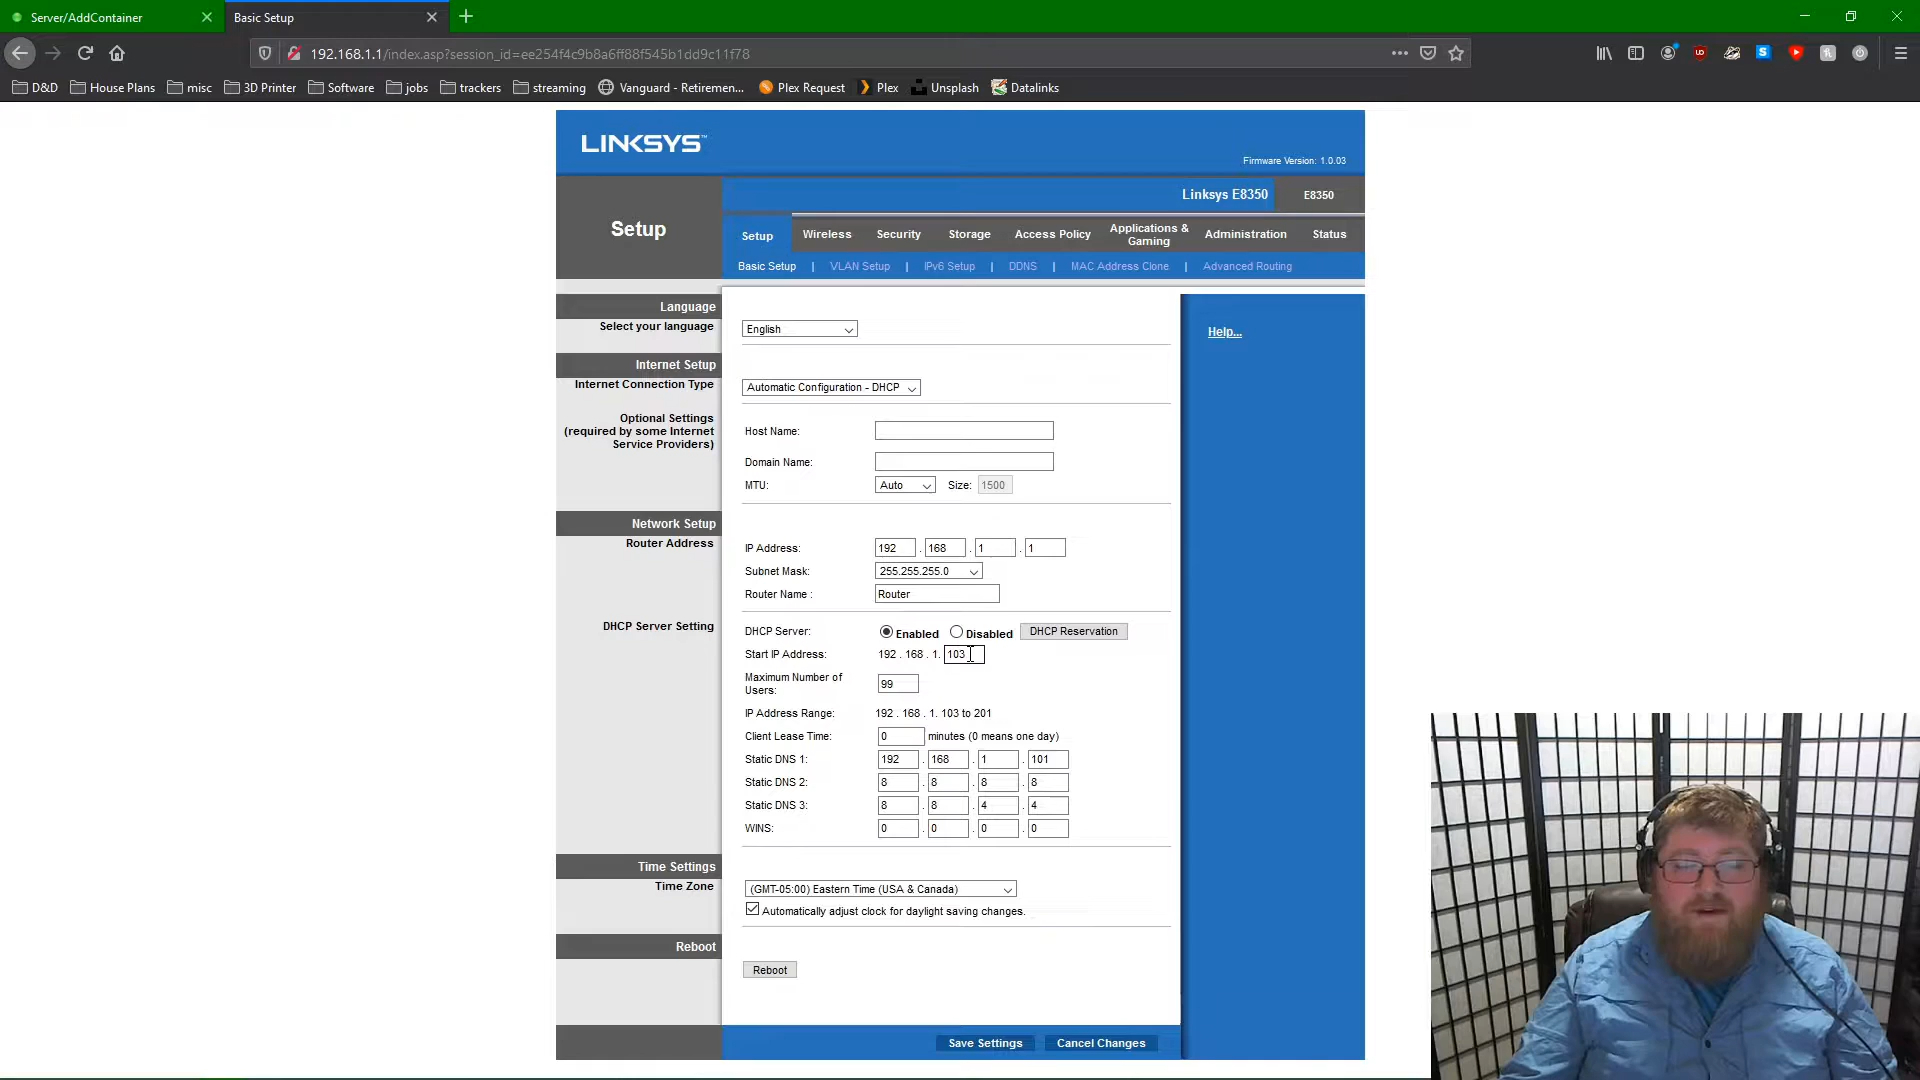 Server/AddContainer
Basic Setup
192.168.1.1/index.asp?session_id=ee254f4c9b8a6ff88f545b1dd9c11f78
D&D House Plans misc 3D Printer Software jobs trackers streaming Vanguard - Retiremen... Plex Request Plex Unsplash Datalinks
LINKSYS™
Firmware Version: 1.0.03
Linksys E8350 E8350
Setup
Setup Wireless Security Storage Access Policy Applications & Gaming Administration Status
Basic Setup | VLAN Setup | IPv6 Setup | DDNS | MAC Address Clone | Advanced Routing
Language
Select your language English
Help...
Internet Setup
Internet Connection Type Automatic Configuration - DHCP
Optional Settings
(required by some Internet
Service Providers)
Host Name:
Domain Name:
MTU: Auto Size: 1500
Network Setup
Router Address
IP Address: 192 . 168 . 1 . 1
Subnet Mask: 255.255.255.0
Router Name : Router
DHCP Server Setting
DHCP Server: Enabled Disabled DHCP Reservation
Start IP Address: 192 . 168 . 1. 103
Maximum Number of
Users: 99
IP Address Range: 192 . 168 . 1. 103 to 201
Client Lease Time: 0 minutes (0 means one day)
Static DNS 1: 192 . 168 . 1 . 101
Static DNS 2: 8 . 8 . 8 . 8
Static DNS 3: 8 . 8 . 4 . 4
WINS: 0 . 0 . 0 . 0
Time Settings
Time Zone
(GMT-05:00) Eastern Time (USA & Canada)
Automatically adjust clock for daylight saving changes.
Reboot
Reboot
Save Settings Cancel Changes